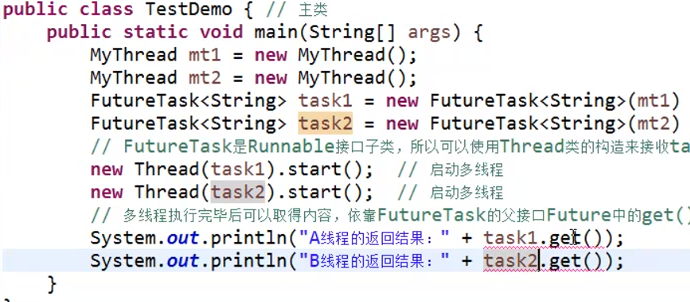 public class TestDemo { // 主类
public static void main(String[] args) {
MyThread mt1 = new MyThread();
MyThread mt2 = new MyThread();
FutureTask<String> task1 = new FutureTask<String>(mt1)
FutureTask<String> task2 = new FutureTask<String>(mt2)
// FutureTask是Runnable接口子类，所以可以使用Thread类的构造来接收ta
new Thread(task1).start(); // 启动多线程
new Thread(task2).start(); // 启动多线程
// 多线程执行完毕后可以取得内容，依靠FutureTask的父接口Future中的get()
System.out.println("A线程的返回结果：" + task1.get());
System.out.println("B线程的返回结果：" + task2.get());
}